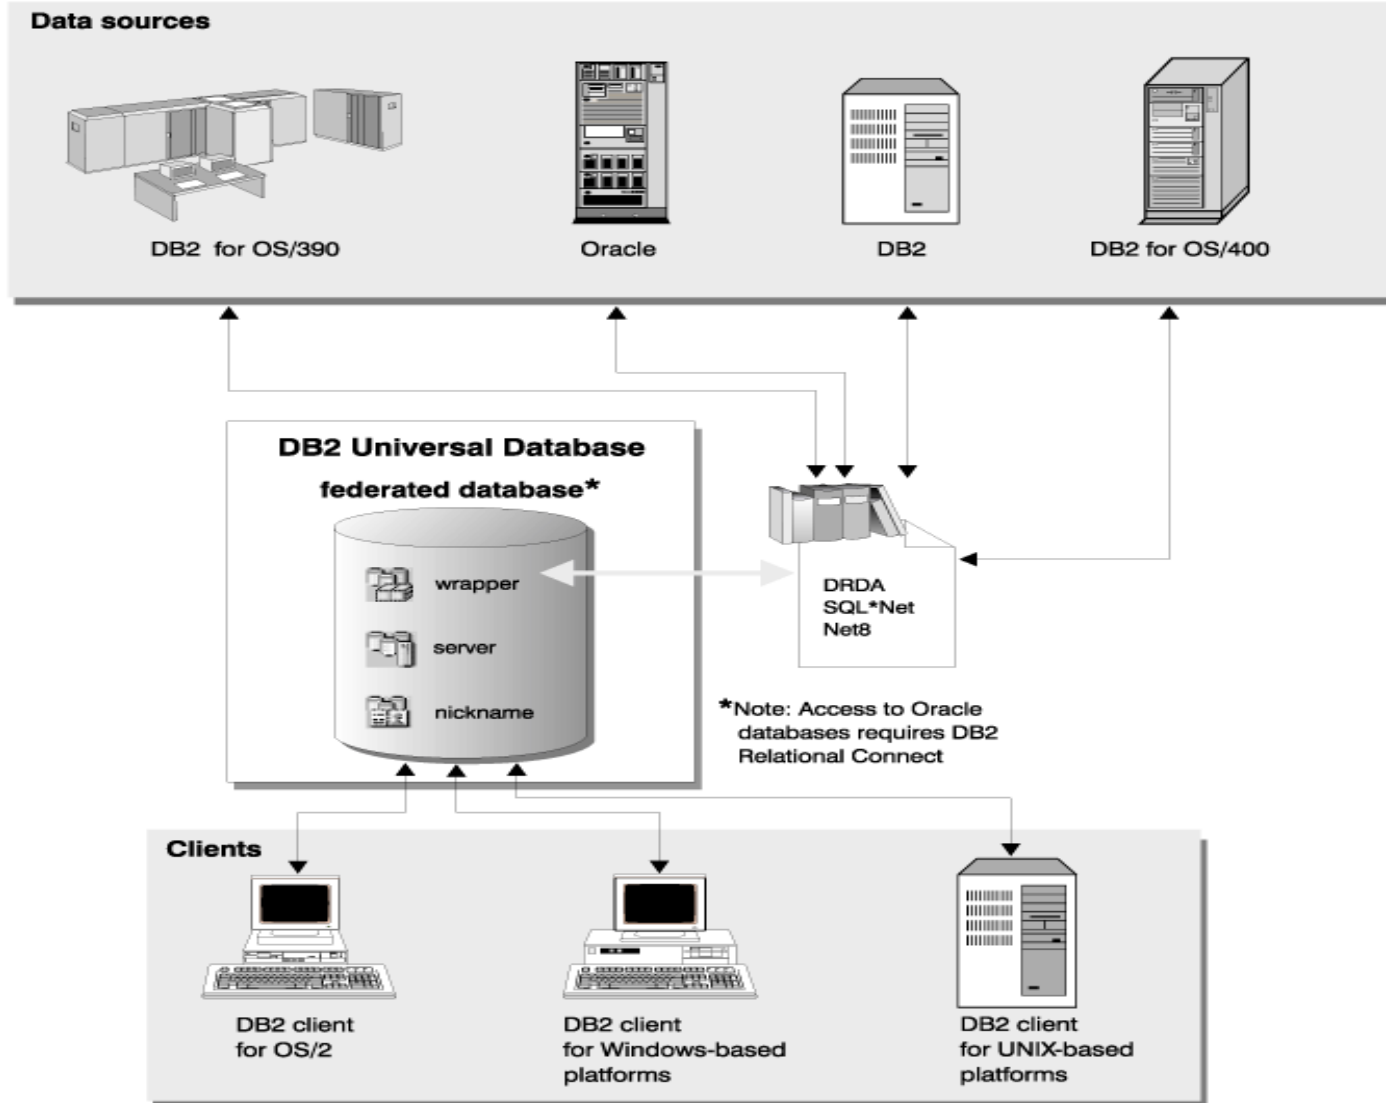 Data sources
DB2 for OS/390
Oracle
DB2
DB2 for OS/400
DB2 Universal Database
federated database*
wrapper
server
nickname
DRDA
SQL*Net
Net8
*Note: Access to Oracle
databases requires DB2
Relational Connect
Clients
DB2 client
for OS/2
DB2 client
for Windows-based
platforms
DB2 client
for UNIX-based
platforms